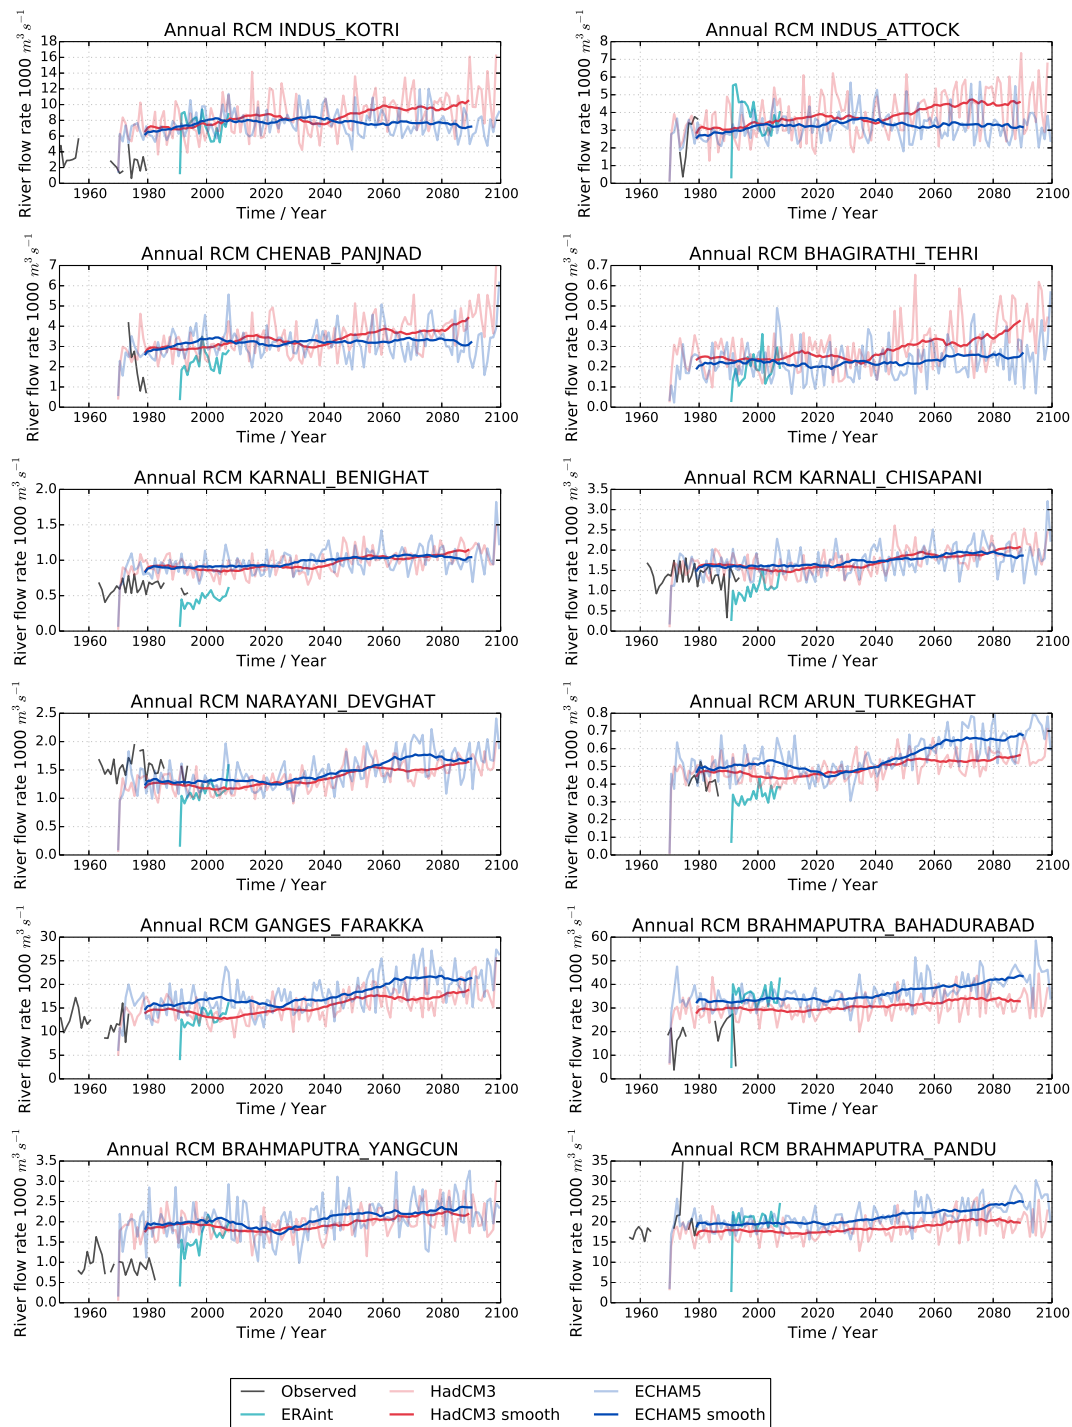 Annual RCM INDUS_KOTRI
River flow rate 1000 m³ s⁻¹
18
16
14
12
10
8
6
4
2
0
1960 1980 2000 2020 2040 2060 2080 2100
Time / Year
Annual RCM INDUS_ATTOCK
River flow rate 1000 m³ s⁻¹
8
7
6
5
4
3
2
1
0
1960 1980 2000 2020 2040 2060 2080 2100
Time / Year
Annual RCM CHENAB_PANJNAD
River flow rate 1000 m³ s⁻¹
7
6
5
4
3
2
1
0
1960 1980 2000 2020 2040 2060 2080 2100
Time / Year
Annual RCM BHAGIRATHI_TEHRI
River flow rate 1000 m³ s⁻¹
0.7
0.6
0.5
0.4
0.3
0.2
0.1
0.0
1960 1980 2000 2020 2040 2060 2080 2100
Time / Year
Annual RCM KARNALI_BENIGHAT
River flow rate 1000 m³ s⁻¹
2.0
1.5
1.0
0.5
0.0
1960 1980 2000 2020 2040 2060 2080 2100
Time / Year
Annual RCM KARNALI_CHISAPANI
River flow rate 1000 m³ s⁻¹
3.5
3.0
2.5
2.0
1.5
1.0
0.5
0.0
1960 1980 2000 2020 2040 2060 2080 2100
Time / Year
Annual RCM NARAYANI_DEVGHAT
River flow rate 1000 m³ s⁻¹
2.5
2.0
1.5
1.0
0.5
0.0
1960 1980 2000 2020 2040 2060 2080 2100
Time / Year
Annual RCM ARUN_TURKEGHAT
River flow rate 1000 m³ s⁻¹
0.8
0.7
0.6
0.5
0.4
0.3
0.2
0.1
0.0
1960 1980 2000 2020 2040 2060 2080 2100
Time / Year
Annual RCM GANGES_FARAKKA
River flow rate 1000 m³ s⁻¹
30
25
20
15
10
5
0
1960 1980 2000 2020 2040 2060 2080 2100
Time / Year
Annual RCM BRAHMAPUTRA_BAHADURABAD
River flow rate 1000 m³ s⁻¹
60
50
40
30
20
10
0
1960 1980 2000 2020 2040 2060 2080 2100
Time / Year
Annual RCM BRAHMAPUTRA_YANGCUN
River flow rate 1000 m³ s⁻¹
3.5
3.0
2.5
2.0
1.5
1.0
0.5
0.0
1960 1980 2000 2020 2040 2060 2080 2100
Time / Year
Annual RCM BRAHMAPUTRA_PANDU
River flow rate 1000 m³ s⁻¹
35
30
25
20
15
10
5
0
1960 1980 2000 2020 2040 2060 2080 2100
Time / Year
Observed HadCM3 ECHAM5
ERAint HadCM3 smooth ECHAM5 smooth